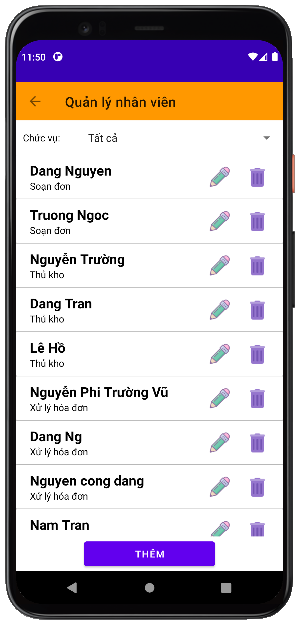 11:50
Quản lý nhân viên
Chức vụ: Tất cả
Dang Nguyen
Soạn đơn
Truong Ngoc
Soạn đơn
Nguyễn Trường
Thủ kho
Dang Tran
Thủ kho
Lê Hồ
Thủ kho
Nguyễn Phi Trường Vũ
Xử lý hóa đơn
Dang Ng
Xử lý hóa đơn
Nguyen cong dang
Xử lý hóa đơn
Nam Tran
THÊM